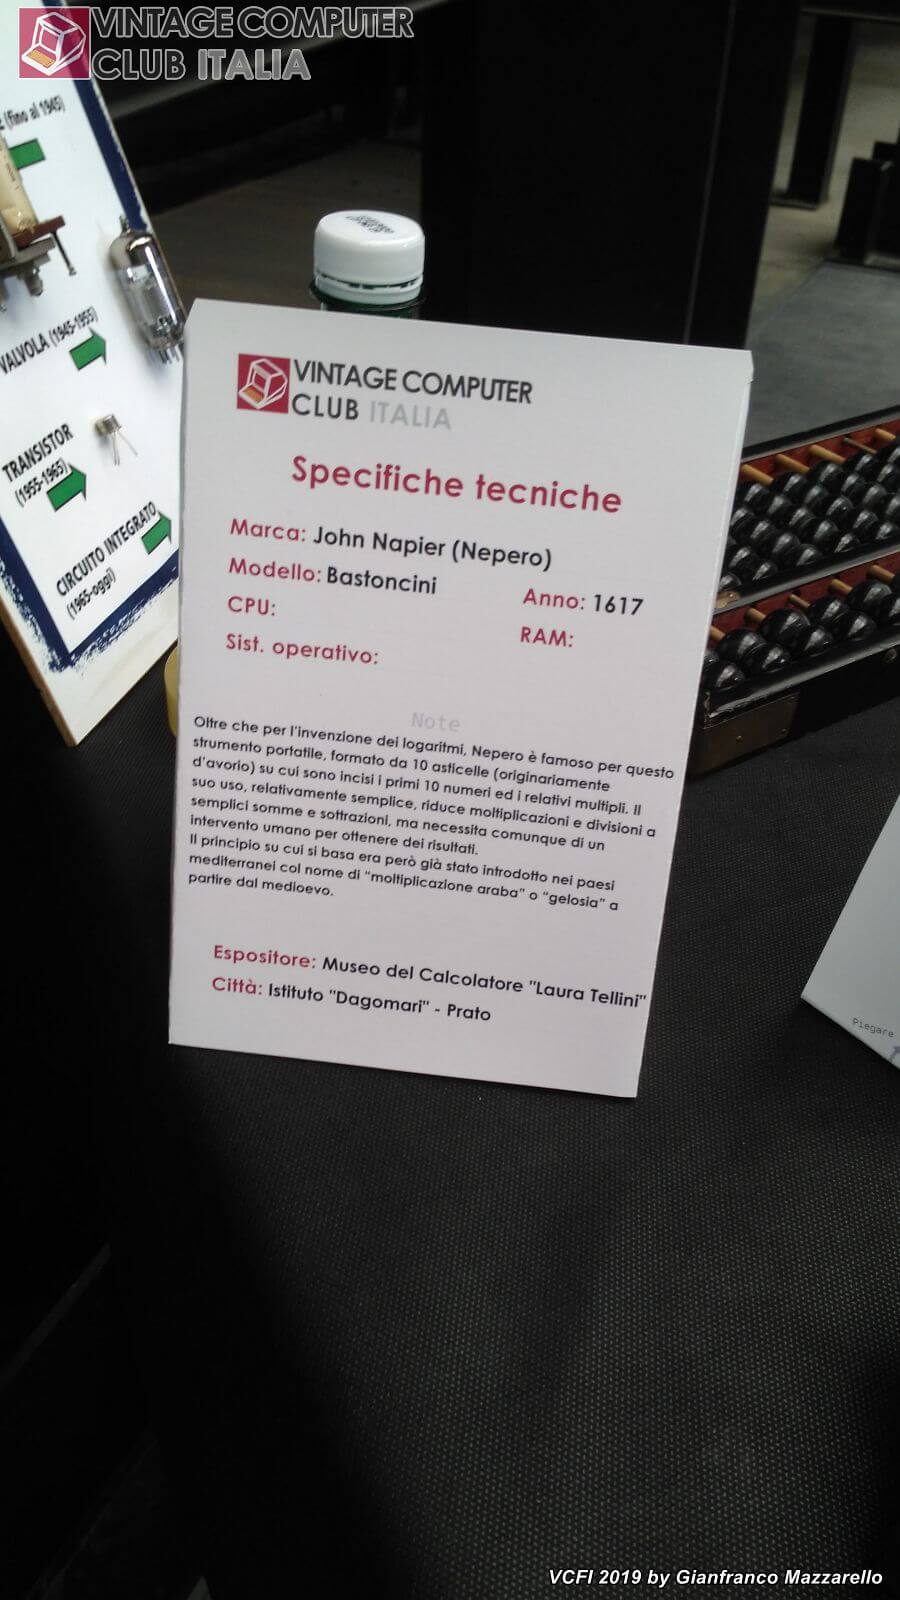 VINTAGE COMPUTER
CLUB ITALIA
(fino al 1945)
VALVOLA (1945-1955)
TRANSISTOR
(1955-1965)
CIRCUITO INTEGRATO
(1965-oggi)
VINTAGE COMPUTER
CLUB ITALIA
Specifiche tecniche
Marca: John Napier (Nepero)
Modello: Bastoncini Anno: 1617
CPU: RAM:
Sist. operativo:
Note
Oltre che per l'invenzione dei logaritmi, Nepero è famoso per questo
strumento portatile, formato da 10 asticelle (originariamente
d'avorio) su cui sono incisi i primi 10 numeri ed i relativi multipli. Il
suo uso, relativamente semplice, riduce moltiplicazioni e divisioni a
semplici somme e sottrazioni, ma necessita comunque di un
intervento umano per ottenere dei risultati.
Il principio su cui si basa era però già stato introdotto nei paesi
mediterranei col nome di "moltiplicazione araba" o "gelosia" a
partire dal medioevo.
Espositore: Museo del Calcolatore "Laura Tellini"
Città: Istituto "Dagomari" - Prato
Piegare
VCFI 2019 by Gianfranco Mazzarello